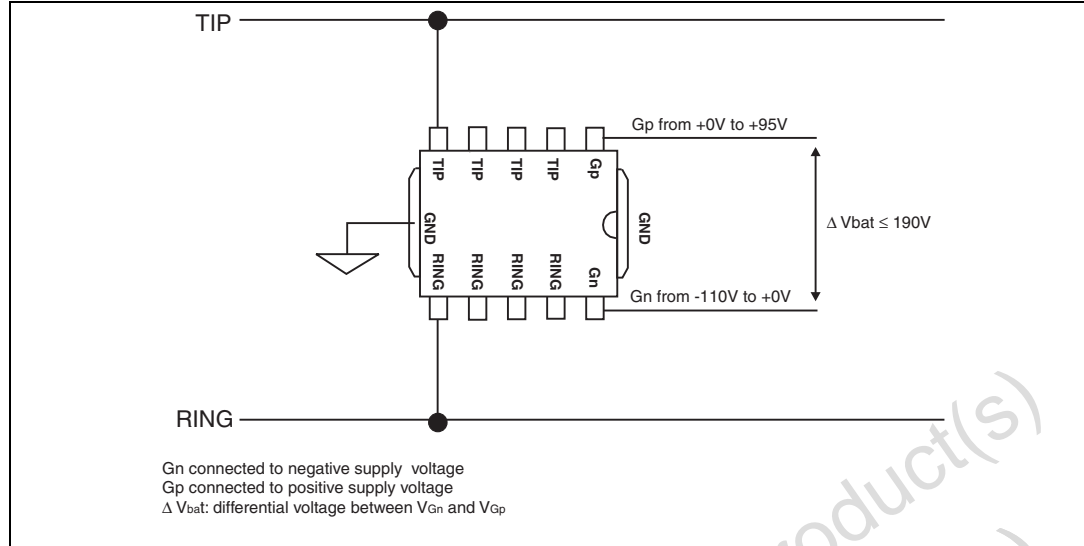 TIP
Gp from +0V to +95V
TIP TIP TIP TIP Gp
GND
GND
Δ Vbat ≤ 190V
RING RING RING RING Gn
Gn from -110V to +0V
RING
Gn connected to negative supply voltage
Gp connected to positive supply voltage
Δ Vbat: differential voltage between VGn and VGp
roduct(s)